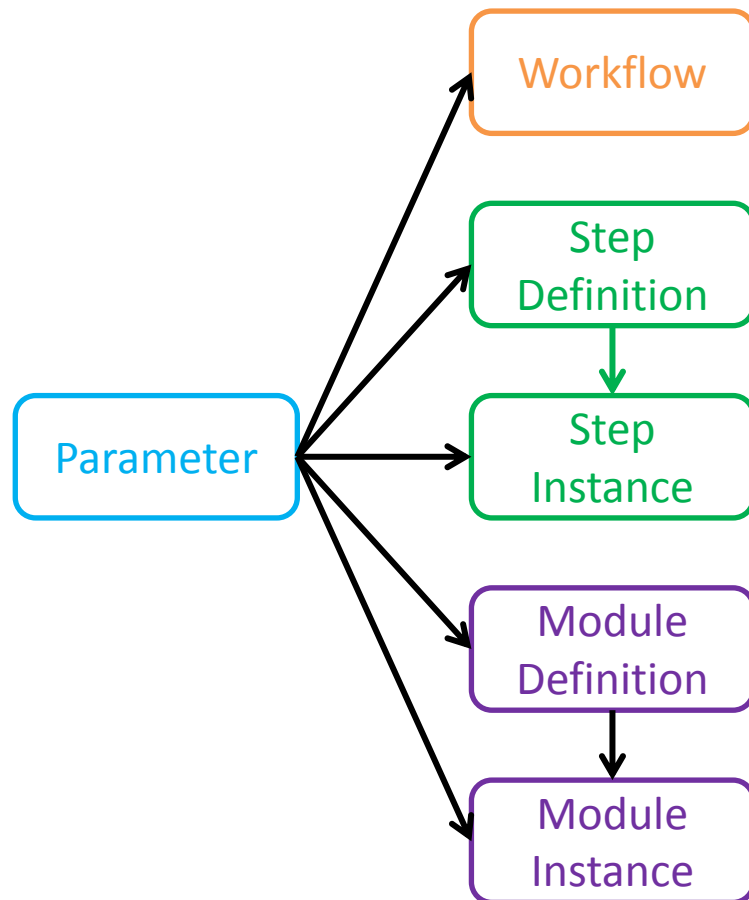 Workflow
Step
Definition
Parameter
Step
Instance
Module
Definition
Module
Instance